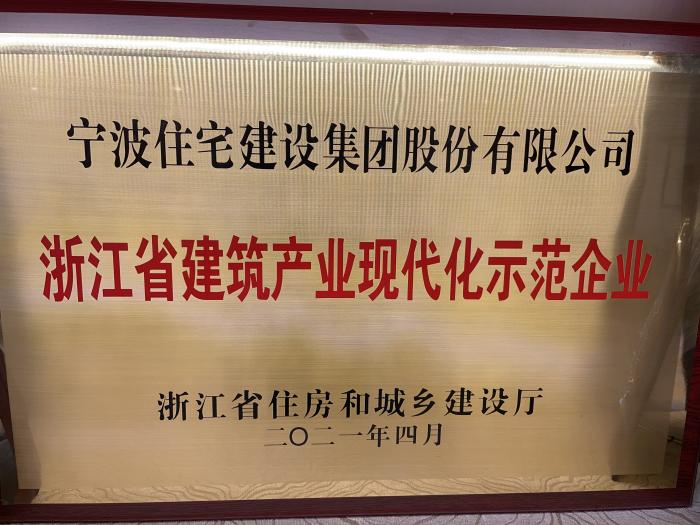 宁波住宅建设集团股份有限公司
浙江省建筑产业现代化示范企业
浙江省住房和城乡建设厅
二〇二一年四月